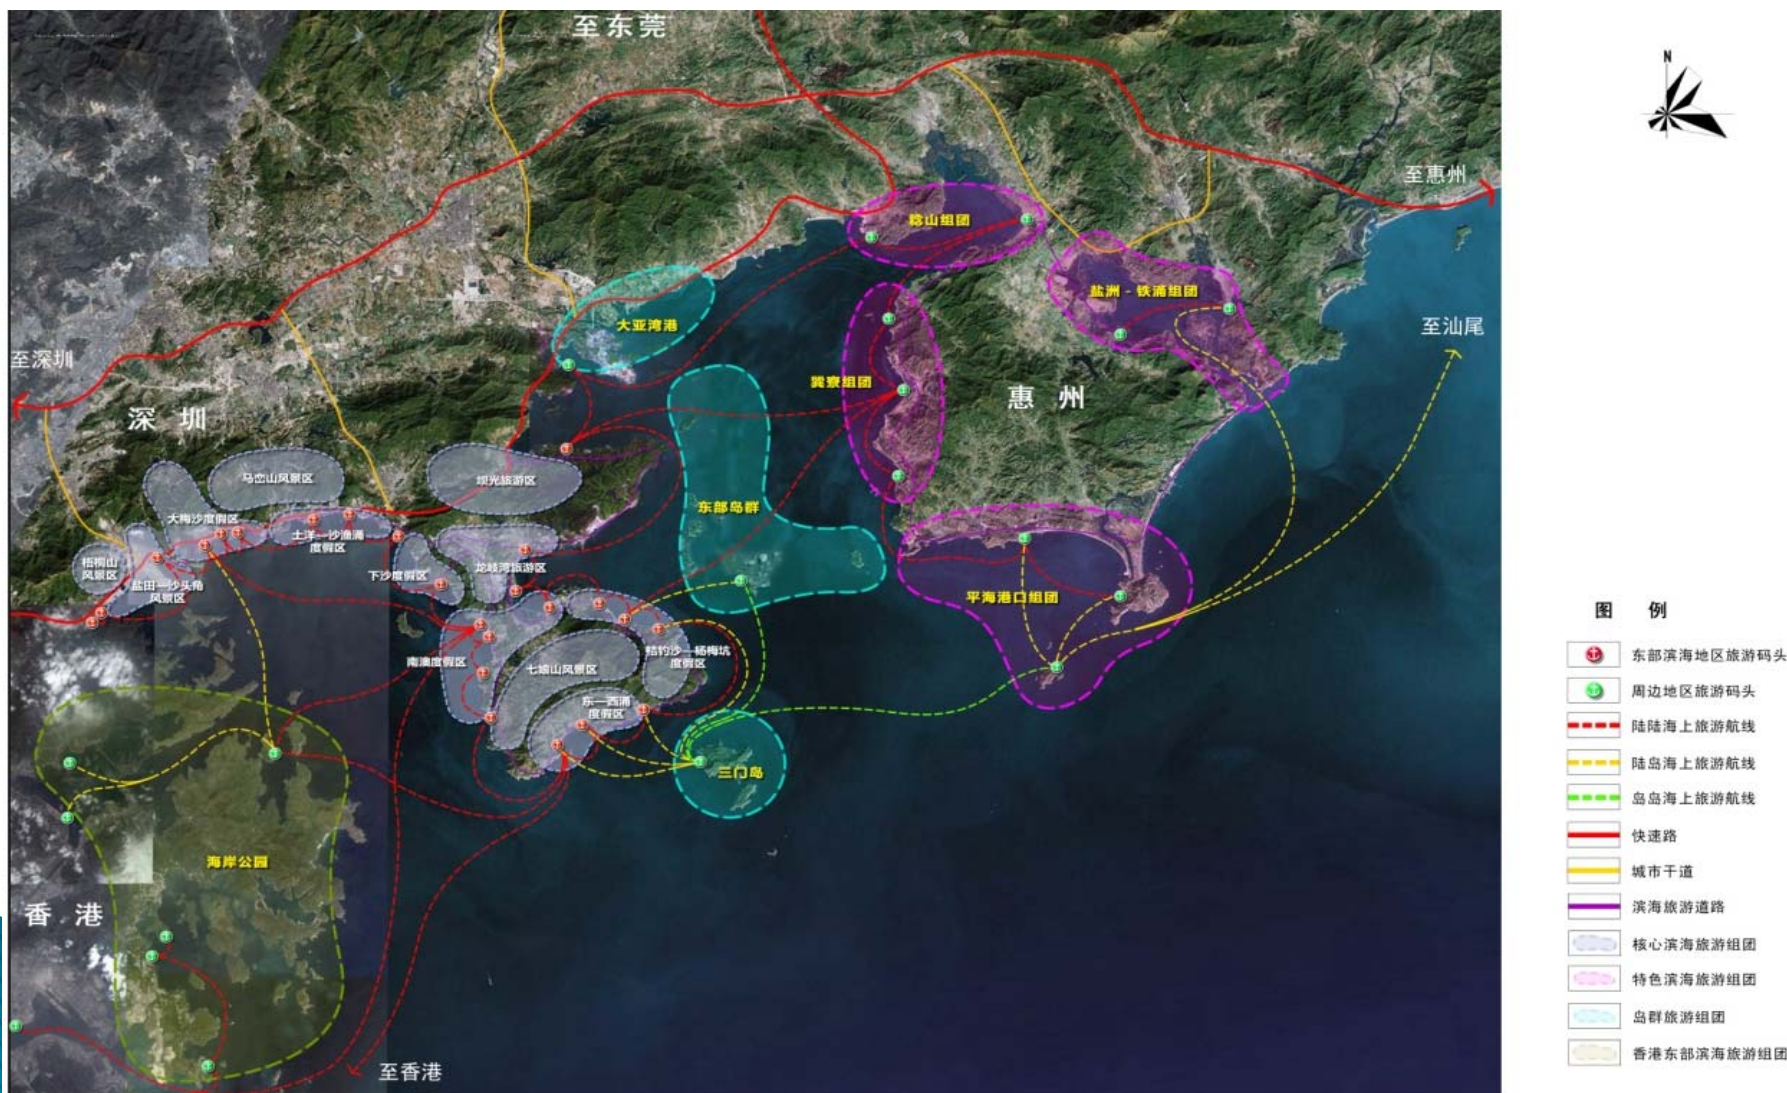 至东莞
N
至惠州
稔山组团
盐洲-铁涌组团
大亚湾港
至汕尾
至深圳
巽寮组团
惠州
深圳
马峦山风景区
坝光旅游区
东部岛群
大梅沙度假区
土洋—沙渔涌
度假区
梧桐山
风景区
盐田—沙头角
风景区
下沙度假区
龙岐湾旅游区
平海港口组团
南澳度假区
七娘山风景区
桔钓沙—杨梅坑
度假区
东—西涌
度假区
三门岛
海岸公园
香港
至香港
图例
东部滨海地区旅游码头
周边地区旅游码头
陆陆海上旅游航线
陆岛海上旅游航线
岛岛海上旅游航线
快速路
城市干道
滨海旅游道路
核心滨海旅游组团
特色滨海旅游组团
岛群旅游组团
香港东部滨海旅游组团